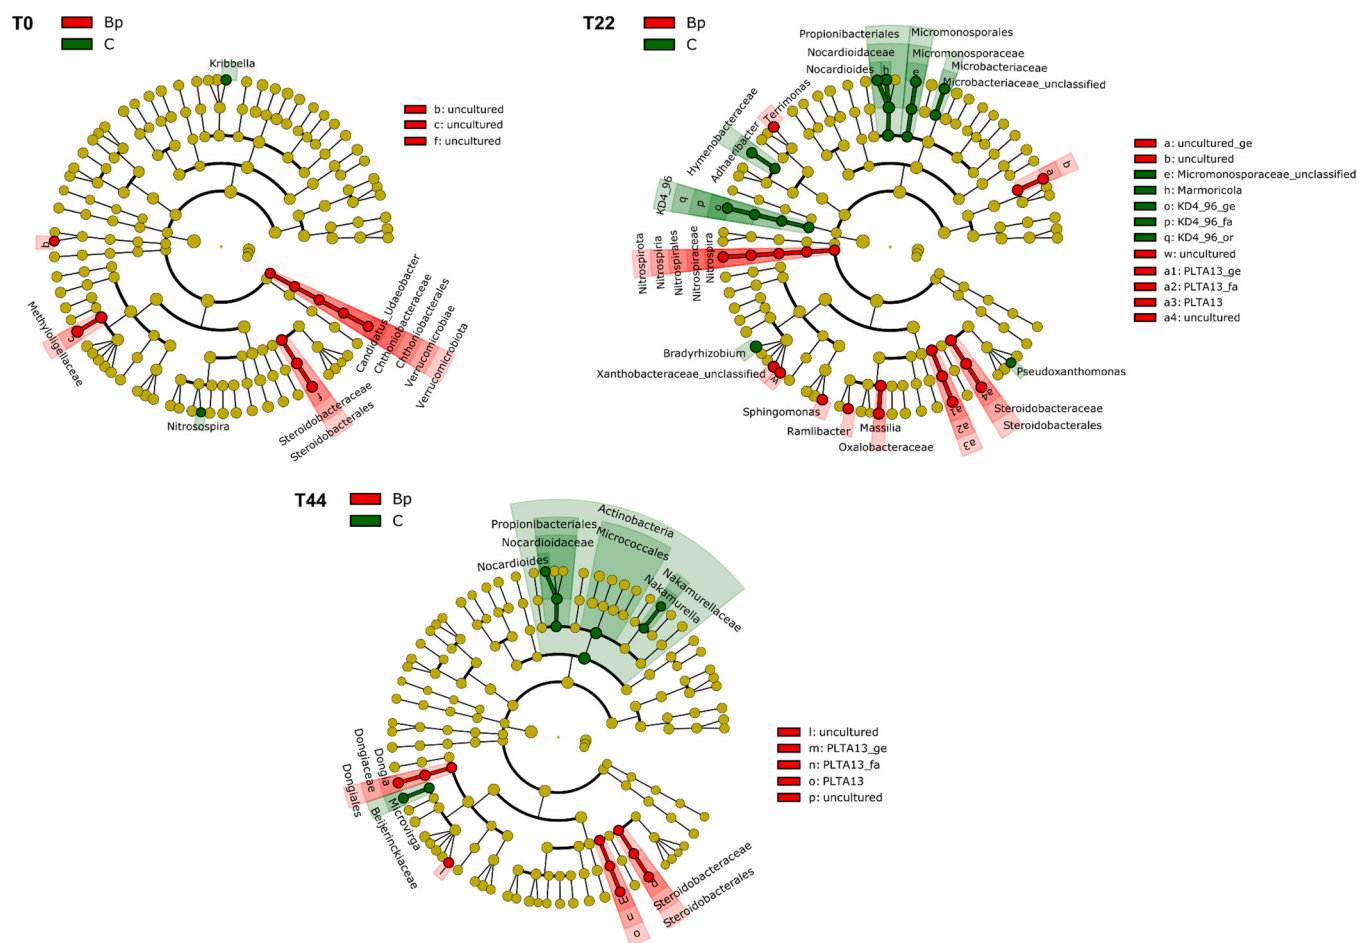 T0
Bp
C
Kribbella
b: uncultured
c: uncultured
f: uncultured
b
c
Methyloligellaceae
Nitrosospira
f
Steroidobacteraceae
Steroidobacterales
Candidatus_Udaeobacter
Chthoniobacteraceae
Chthoniobacterales
Verrucomicrobiae
Verrucomicrobiota
T22
Bp
C
Propionibacteriales
Nocardioidaceae
Nocardioides
h
Micromonosporales
Micromonosporaceae
e
Microbacteriaceae
Microbacteriaceae_unclassified
Terrimonas
Hymenobacteraceae
Adhaeribacter
KD4_96
q
p
o
a
b
Nitrospirota
Nitrospiria
Nitrospirales
Nitrospiraceae
Nitrospira
Bradyrhizobium
Xanthobacteraceae_unclassified
w
Sphingomonas
Ramlibacter
Massilia
Oxalobacteraceae
a1
a2
a3
a4
Steroidobacteraceae
Steroidobacterales
Pseudoxanthomonas
a: uncultured_ge
b: uncultured
e: Micromonosporaceae_unclassified
h: Marmoricola
o: KD4_96_ge
p: KD4_96_fa
q: KD4_96_or
w: uncultured
a1: PLTA13_ge
a2: PLTA13_fa
a3: PLTA13
a4: uncultured
T44
Bp
C
Actinobacteria
Propionibacteriales
Nocardioidaceae
Nocardioides
Micrococcales
Nakamurellaceae
Nakamurella
Dongia
Dongiaceae
Dongiales
Microvirga
Beijerinckiaceae
l
m
n
o
p
Steroidobacteraceae
Steroidobacterales
l: uncultured
m: PLTA13_ge
n: PLTA13_fa
o: PLTA13
p: uncultured